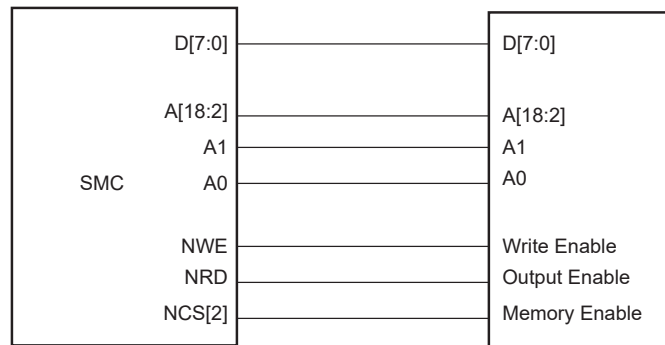 D[7:0] D[7:0]
A[18:2] A[18:2]
A1 A1
SMC A0 A0
NWE Write Enable
NRD Output Enable
NCS[2] Memory Enable